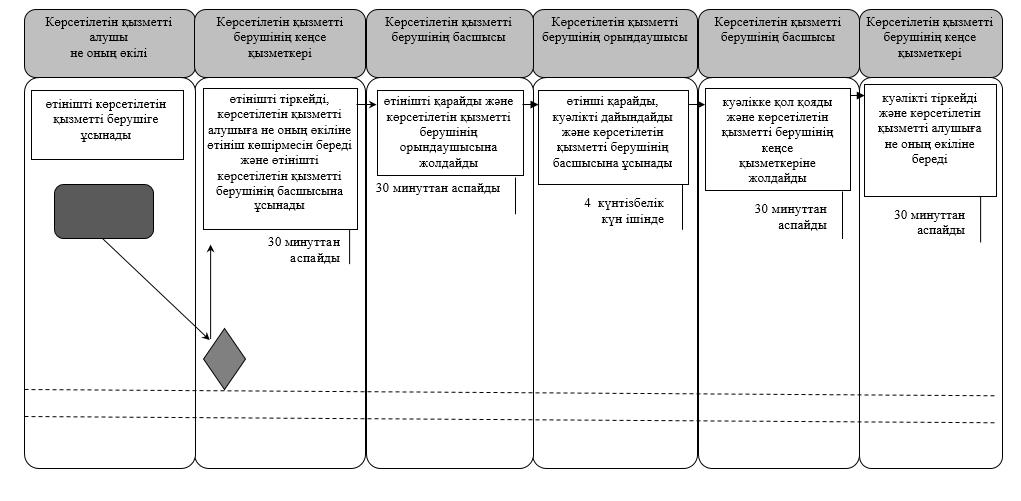 Көрсетілетін қызметті
алушы
не оның өкілі
Көрсетілетін қызметті
берушінің кеңсе
қызметкері
Көрсетілетін қызметті
берушінің басшысы
Көрсетілетін қызметті
берушінің орындаушысы
Көрсетілетін қызметті
берушінің басшысы
Көрсетілетін қызметті
берушінің кеңсе
қызметкері
өтінішті көрсетілетін
қызметті берушіге
ұсынады
өтінішті тіркейді,
көрсетілетін қызметті
алушыға не оның өкіліне
өтініш көшірмесін береді
және өтінішті
көрсетілетін қызметті
берушінің басшысына
ұсынады
30 минуттан
аспайды
өтінішті қарайды және
көрсетілетін қызметті
берушінің
орындаушысына
жолдайды
30 минуттан аспайды
өтінші қарайды,
куәлікті дайындайды
және көрсетілетін
қызметті берушінің
басшысына ұсынады
4 күнтізбелік
күн ішінде
куәлікке қол қояды
және көрсетілетін
қызметті берушінің
кеңсе
қызметкеріне
жолдайды
30 минуттан
аспайды
куәлікті тіркейді
және көрсетілетін
қызметті алушыға
не оның өкіліне
береді
30 минуттан
аспайды